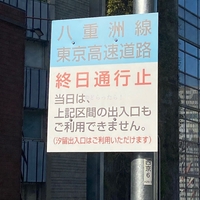 八重洲線
東京高速道路
終日通行止
当日は、
上記区間の出入口も
ご利用できません。
(汐留出入口はご利用いただけます)